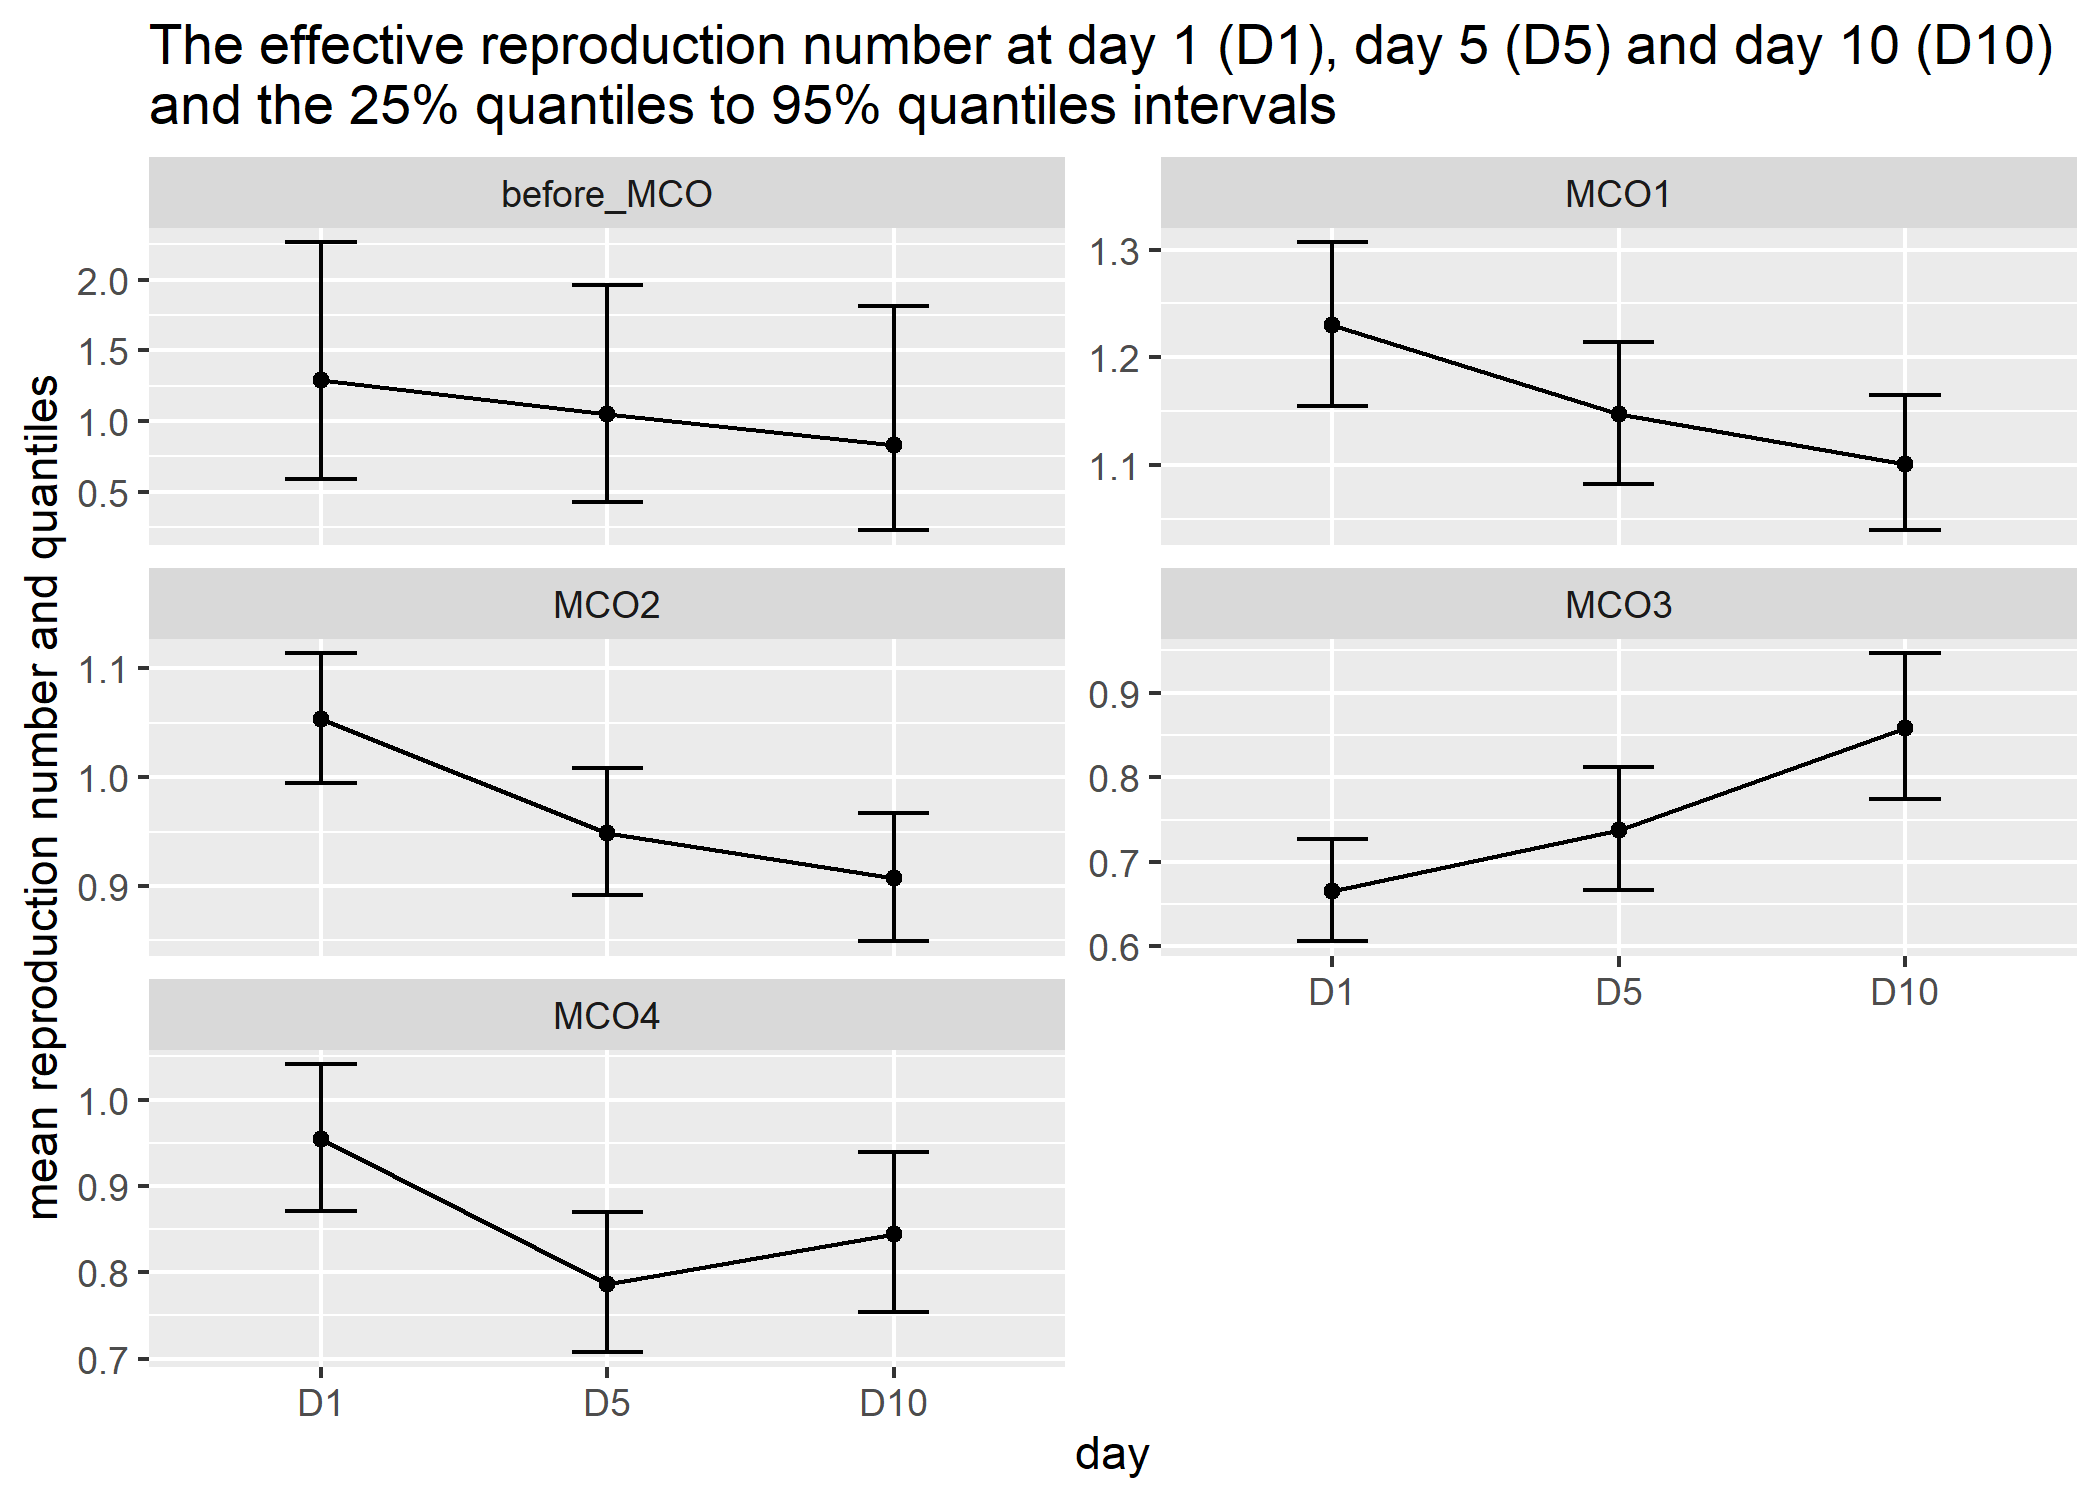 The effective reproduction number at day 1 (D1), day 5 (D5) and day 10 (D10)
and the 25% quantiles to 95% quantiles intervals
mean reproduction number and quantiles
before_MCO
2.0
1.5
1.0
0.5
MCO1
1.3
1.2
1.1
MCO2
1.1
1.0
0.9
MCO3
0.9
0.8
0.7
0.6
D1 D5 D10
MCO4
1.0
0.9
0.8
0.7
D1 D5 D10
day